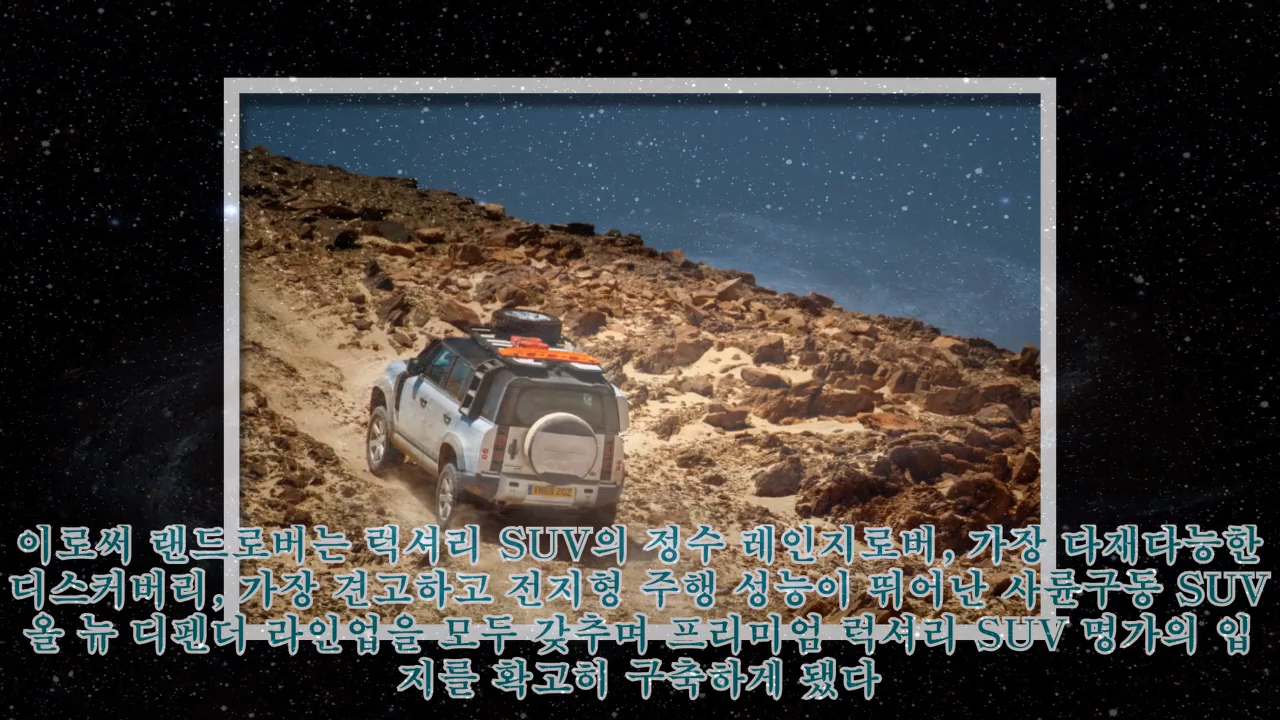 이로써 랜드로버는 럭셔리 SUV의 정수 레인지로버, 가장 다재다능한
디스커버리, 가장 견고하고 전지형 주행 성능이 뛰어난 사륜구동 SUV
올 뉴 디펜더 라인업을 모두 갖추며 프리미엄 럭셔리 SUV 명가의 입
지를 확고히 구축하게 됐다